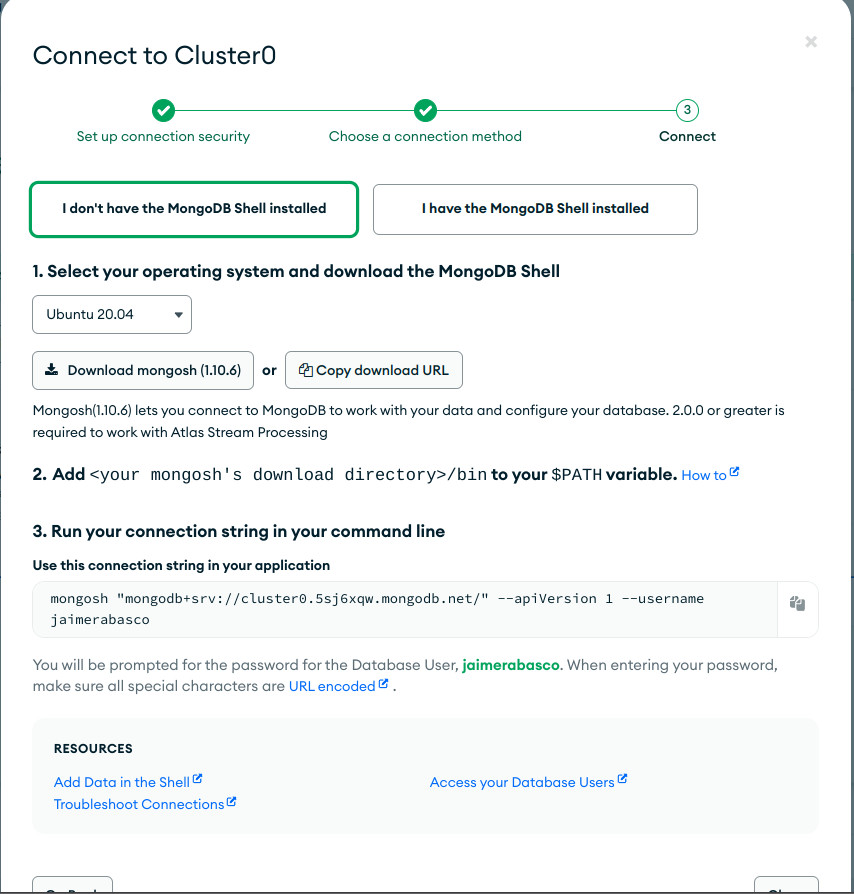 Connect to Cluster0
3
Set up connection security
Choose a connection method
Connect
I don't have the MongoDB Shell installed
I have the MongoDB Shell installed
1. Select your operating system and download the MongoDB Shell
Ubuntu 20.04
Download mongosh (1.10.6)
or
Copy download URL
Mongosh(1.10.6) lets you connect to MongoDB to work with your data and configure your database. 2.0.0 or greater is
required to work with Atlas Stream Processing
2. Add <your mongosh's download directory>/bin to your $PATH variable. How to
3. Run your connection string in your command line
Use this connection string in your application
mongosh "mongodb+srv://cluster0.5sj6xqw.mongodb.net/" --apiVersion 1 --username
jaimerabasco
You will be prompted for the password for the Database User, jaimerabasco. When entering your password,
make sure all special characters are URL encoded .
RESOURCES
Add Data in the Shell
Access your Database Users
Troubleshoot Connections